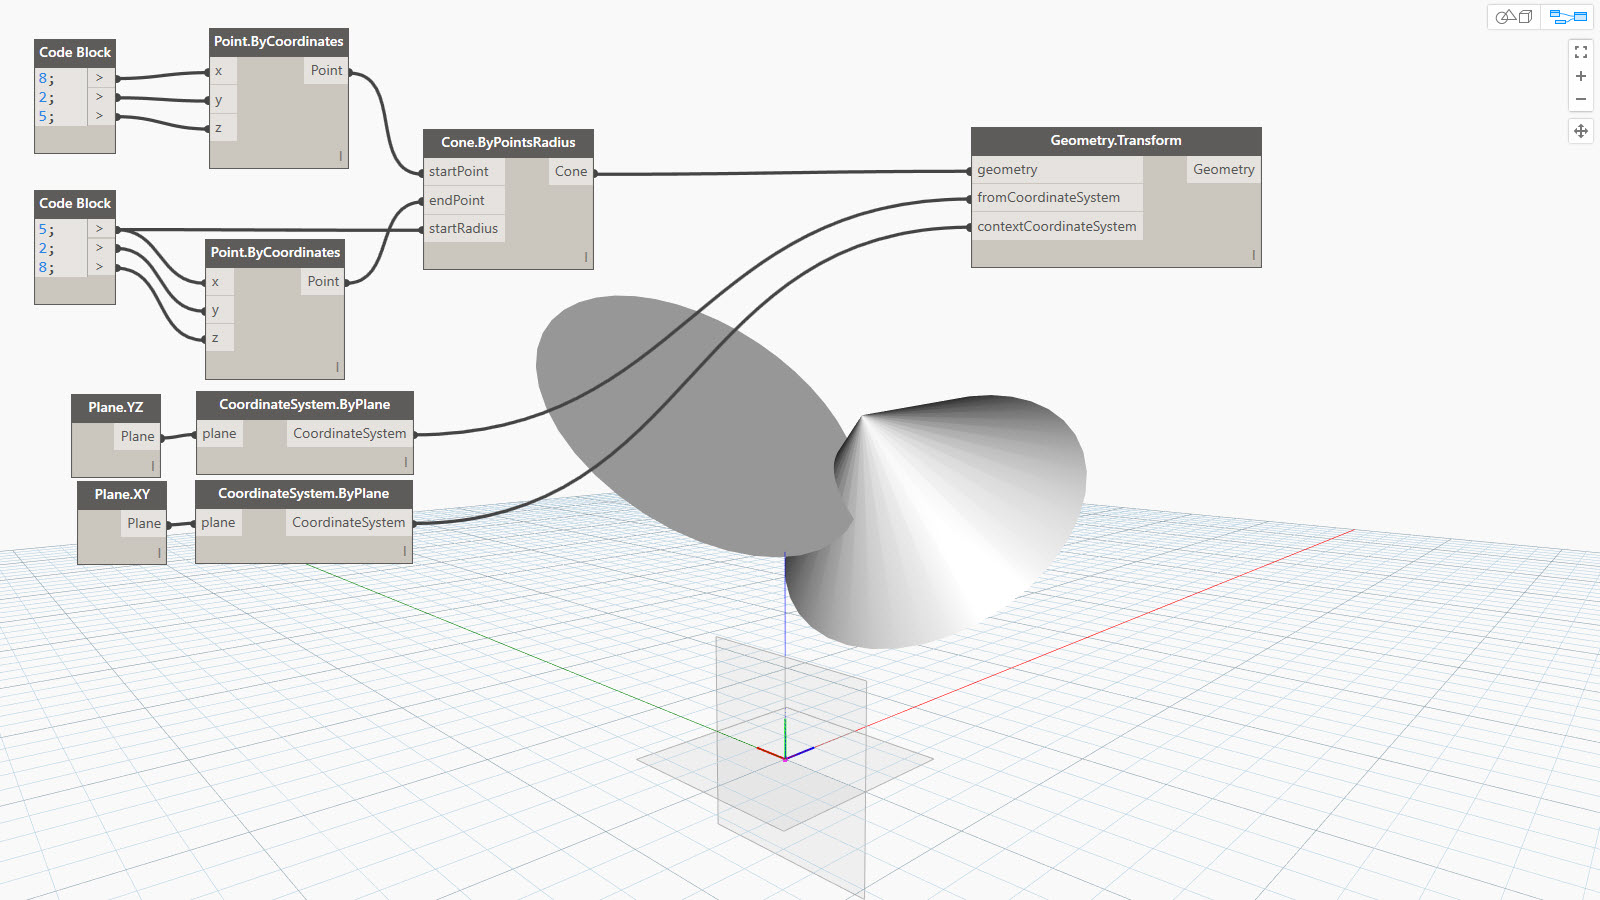 Code Block
8; >
2; >
5; >
Point.ByCoordinates
x Point
y
z
|
Cone.ByPointsRadius
startPoint Cone
endPoint
startRadius
|
Geometry.Transform
geometry Geometry
fromCoordinateSystem
contextCoordinateSystem
|
Code Block
5; >
2; >
8; >
Point.ByCoordinates
x Point
y
z
|
Plane.YZ
Plane
|
CoordinateSystem.ByPlane
plane CoordinateSystem
|
Plane.XY
Plane
|
CoordinateSystem.ByPlane
plane CoordinateSystem
|